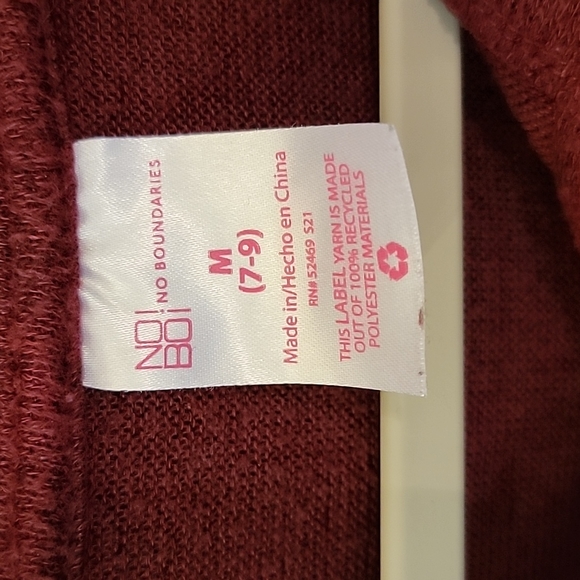 NO!
BO!
NO BOUNDARIES
M
(7-9)
Made in/Hecho en China
RN# 52469 S21
THIS LABEL YARN IS MADE
OUT OF 100% RECYCLED
POLYESTER MATERIALS